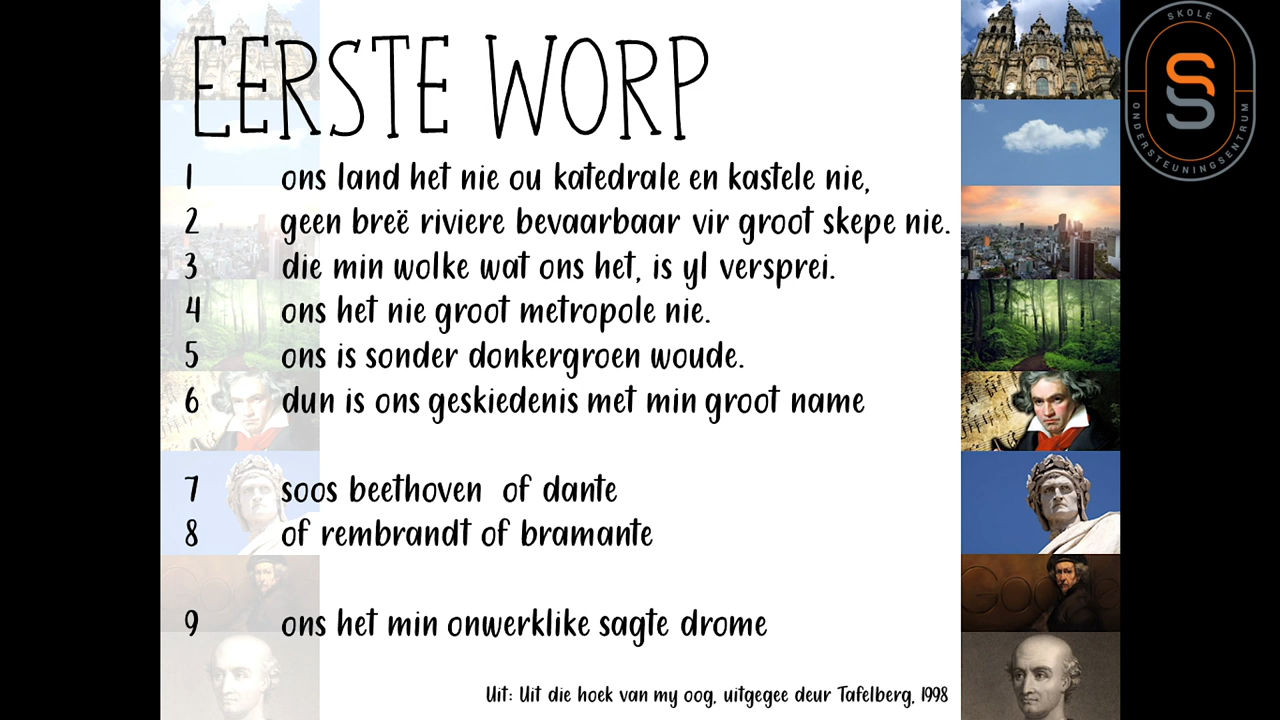 EERSTE WORP
1 ons land het nie ou katedrale en kastele nie,
2 geen breë riviere bevaarbaar vir groot skepe nie.
3 die min wolke wat ons het, is yl versprei.
4 ons het nie groot metropole nie.
5 ons is sonder donkergroen woude.
6 dun is ons geskiedenis met min groot name
7 soos beethoven of dante
8 of rembrandt of bramante
9 ons het min onwerklike sagte drome
Uit: Uit die hoek van my oog, uitgegee deur Tafelberg, 1998
SKOLE
SS
ONDERSTEUNINGSENTRUM